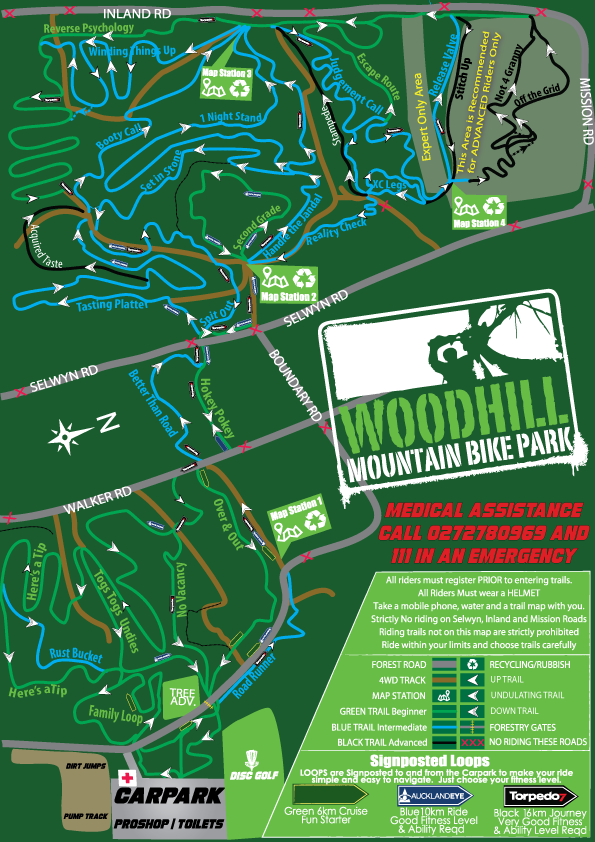 INLAND RD
Reverse Psychology
Winding Things Up
Map Station 3
Escape Route
Judgement Call
Release Valve
Stitch Up
Not 4 Granny
Off the Grid
MISSION RD
Expert Only Area
This Area is Recommended
for ADVANCED Riders Only
1 Night Stand
Booty Call
Stampede
Set in Stone
XC Legs
Map Station 4
Second Grade
Handle the Jandal
Reality Check
Acquired Taste
Map Station 2
Tasting Platter
Spit Out
SELWYN RD
BOUNDARY RD
SELWYN RD
Better Than Road
Hokey Pokey
N
WOODHILL
MOUNTAIN BIKE PARK
WALKER RD
Over & Out
Map Station 1
MEDICAL ASSISTANCE
CALL 0272780969 AND
111 IN AN EMERGENCY
Here's a Tip
Togs Togs Undies
No Vacancy
Rust Bucket
Here's a Tip
Family Loop
TREE
ADV.
Road Runner
DIRT JUMPS
PUMP TRACK
CARPARK
PROSHOP / TOILETS
DISC GOLF
All riders must register PRIOR to entering trails.
All Riders Must wear a HELMET
Take a mobile phone, water and a trail map with you.
Strictly No riding on Selwyn, Inland and Mission Roads
Riding trails not on this map are strictly prohibited
Ride within your limits and choose trails carefully
FOREST ROAD RECYCLING/RUBBISH
4WD TRACK UP TRAIL
MAP STATION UNDULATING TRAIL
GREEN TRAIL Beginner DOWN TRAIL
BLUE TRAIL Intermediate FORESTRY GATES
BLACK TRAIL Advanced XXX NO RIDING THESE ROADS
Signposted Loops
LOOPS are Signposted to and from the Carpark to make your ride
simple and easy to navigate. Just choose your fitness level.
AUCKLANDEYE
Torpedo7
Green 6km Cruise
Fun Starter
Blue10km Ride
Good Fitness Level
& Ability Reqd
Black 16km Journey
Very Good Fitness
& Ability Level Reqd